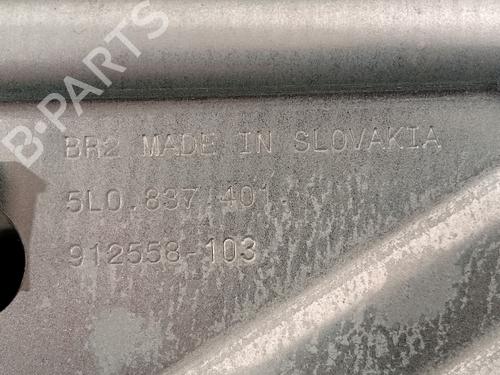 B-PARTS
BR2 MADE IN SLOVAKIA
5L0.837.401.
912558-103